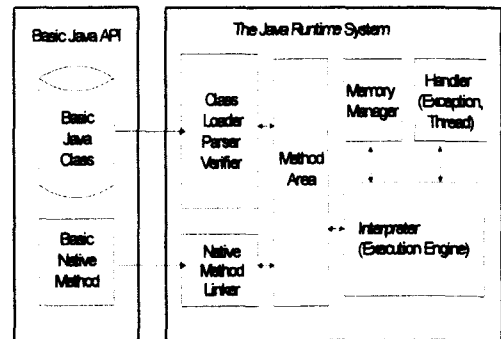 Basic Java API
The Java Runtime System
Basic
Java
Class
Class
Loader
Parser
Verifier
Method
Area
Memory
Manager
Handler
(Exception,
Thread)
Basic
Native
Method
Native
Method
Linker
Interpreter
(Execution Engine)